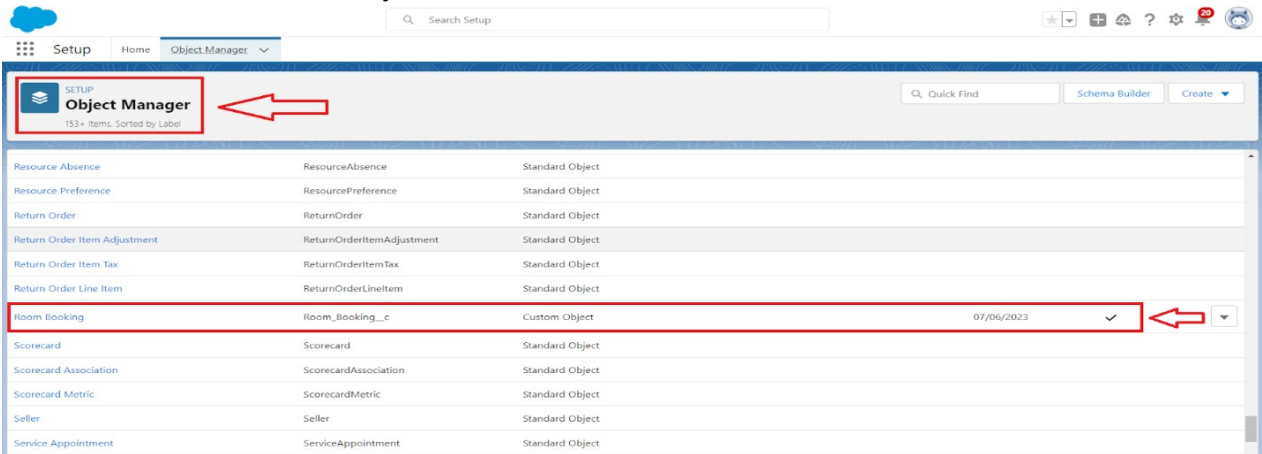 Search Setup
20
Setup Home Object Manager
SETUP
Object Manager
153+ Items, Sorted by Label
Quick Find
Schema Builder
Create
Resource Absence ResourceAbsence Standard Object
Resource Preference ResourcePreference Standard Object
Return Order ReturnOrder Standard Object
Return Order Item Adjustment ReturnOrderItemAdjustment Standard Object
Return Order Item Tax ReturnOrderItemTax Standard Object
Return Order Line Item ReturnOrderLineItem Standard Object
Room Booking Room_Booking__c Custom Object 07/06/2023
Scorecard Scorecard Standard Object
Scorecard Association ScorecardAssociation Standard Object
Scorecard Metric ScorecardMetric Standard Object
Seller Seller Standard Object
Service Appointment ServiceAppointment Standard Object